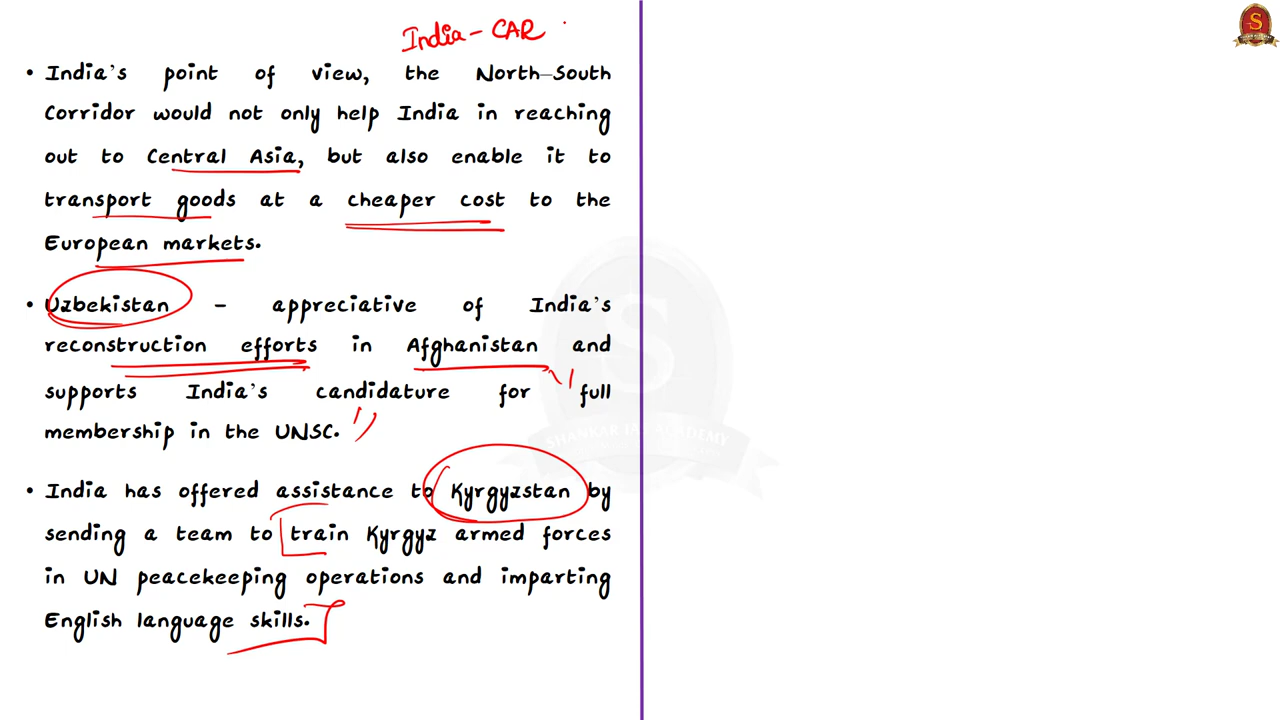 India - CAR
• India's point of view, the North-South
Corridor would not only help India in reaching
out to Central Asia, but also enable it to
transport goods at a cheaper cost to the
European markets.
• Uzbekistan - appreciative of India's
reconstruction efforts in Afghanistan and
supports India's candidature for full
membership in the UNSC.
• India has offered assistance to Kyrgyzstan by
sending a team to train Kyrgyz armed forces
in UN peacekeeping operations and imparting
English language skills.
S
S
SHANKAR IAS ACADEMY